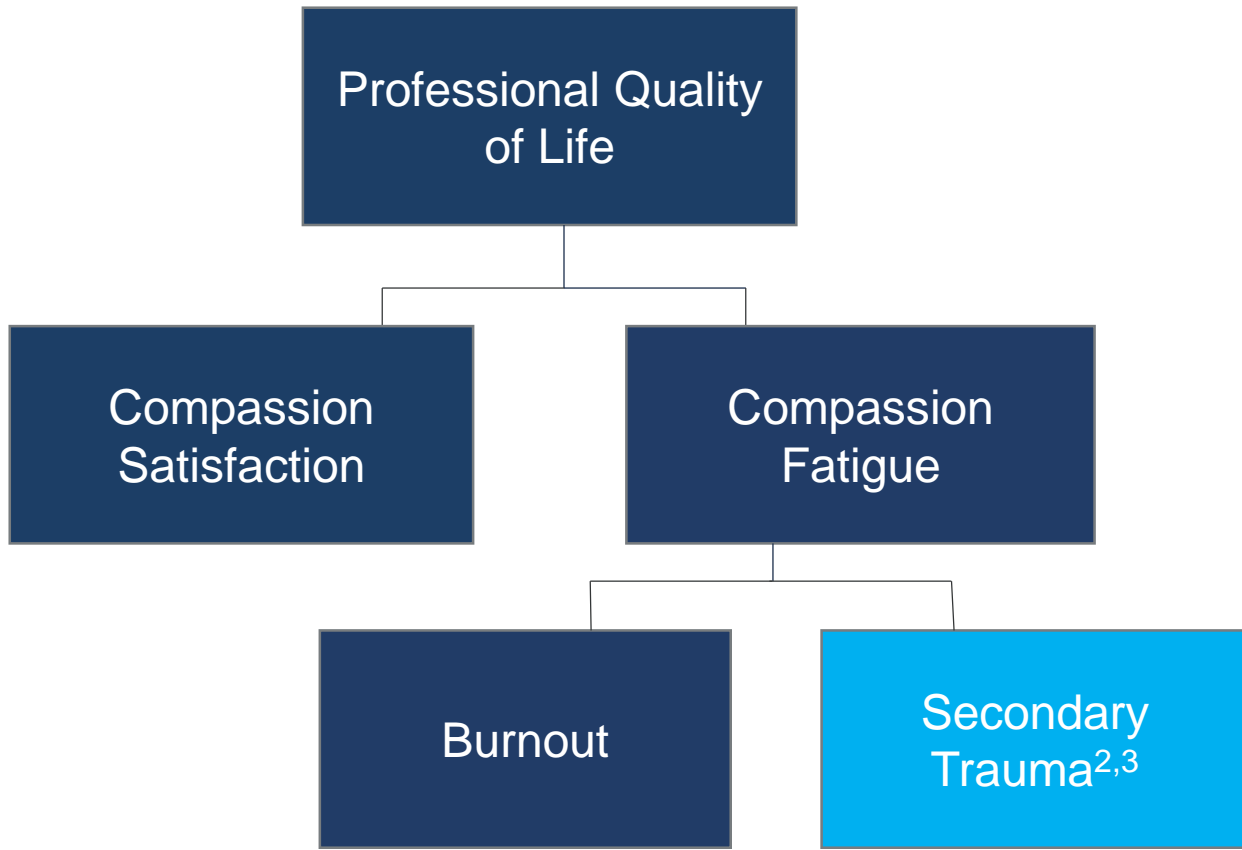 Professional Quality
of Life
Compassion
Satisfaction
Compassion
Fatigue
Burnout
Secondary
Trauma2,3